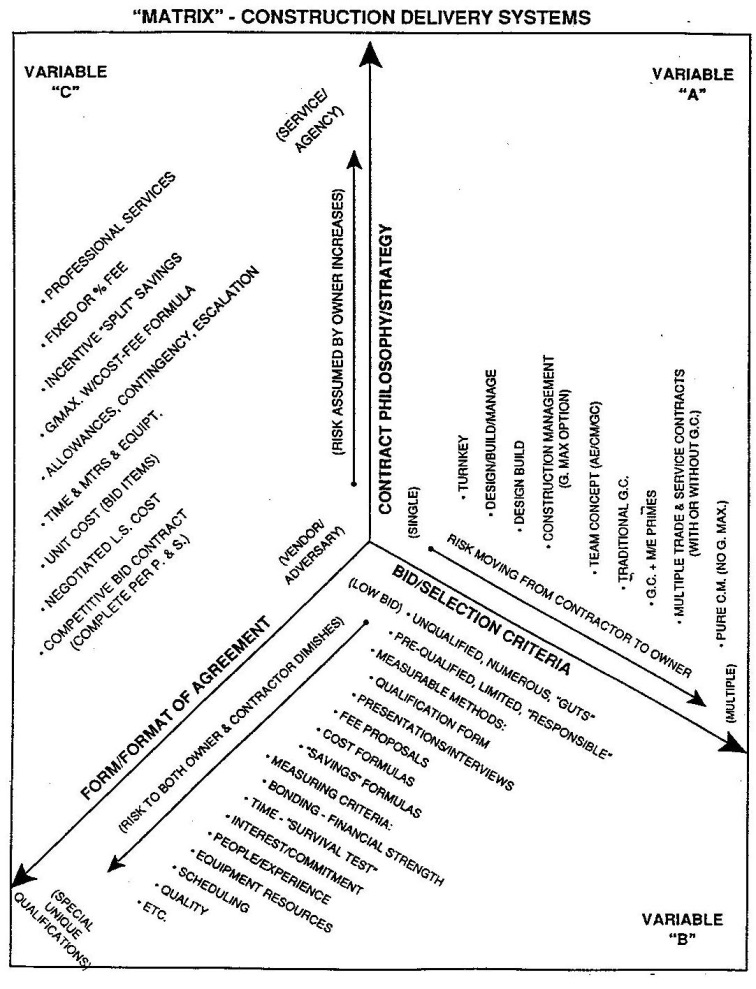 "MATRIX" - CONSTRUCTION DELIVERY SYSTEMS
VARIABLE
"C"
VARIABLE
"A"
(SERVICE/
AGENCY)
• PROFESSIONAL SERVICES
• FIXED OR % FEE
• INCENTIVE "SPLIT" SAVINGS
• G/MAX. W/COST-FEE FORMULA
• ALLOWANCES, CONTINGENCY, ESCALATION
• TIME & MTRS & EQUIPT.
• UNIT COST (BID ITEMS)
• NEGOTIATED L.S. COST
• COMPETITIVE BID CONTRACT
(COMPLETE PER P. & S.)
(VENDOR/
ADVERSARY)
(RISK ASSUMED BY OWNER INCREASES)
CONTRACT PHILOSOPHY/STRATEGY
(SINGLE)
• TURNKEY
• DESIGN/BUILD/MANAGE
• DESIGN BUILD
• CONSTRUCTION MANAGEMENT
(G. MAX OPTION)
• TEAM CONCEPT (AE/CM/GC)
• TRADITIONAL G.C.
• G.C. + M/E PRIMES
• MULTIPLE TRADE & SERVICE CONTRACTS
(WITH OR WITHOUT G.C.)
• PURE C.M. (NO G. MAX.)
(MULTIPLE)
RISK MOVING FROM CONTRACTOR TO OWNER
BID/SELECTION CRITERIA
(LOW BID)
• UNQUALIFIED, NUMEROUS, "GUTS"
• PRE-QUALIFIED, LIMITED, "RESPONSIBLE"
• MEASURABLE METHODS:
• QUALIFICATION FORM
• PRESENTATIONS/INTERVIEWS
• FEE PROPOSALS
• COST FORMULAS
• "SAVINGS" FORMULAS
• MEASURING CRITERIA:
• BONDING - FINANCIAL STRENGTH
• TIME - "SURVIVAL TEST"
• INTEREST/COMMITMENT
• PEOPLE/EXPERIENCE
• EQUIPMENT RESOURCES
• SCHEDULING
• QUALITY
• ETC.
FORM/FORMAT OF AGREEMENT
(RISK TO BOTH OWNER & CONTRACTOR DIMISHES)
(SPECIAL
UNIQUE
QUALIFICATIONS)
VARIABLE
"B"